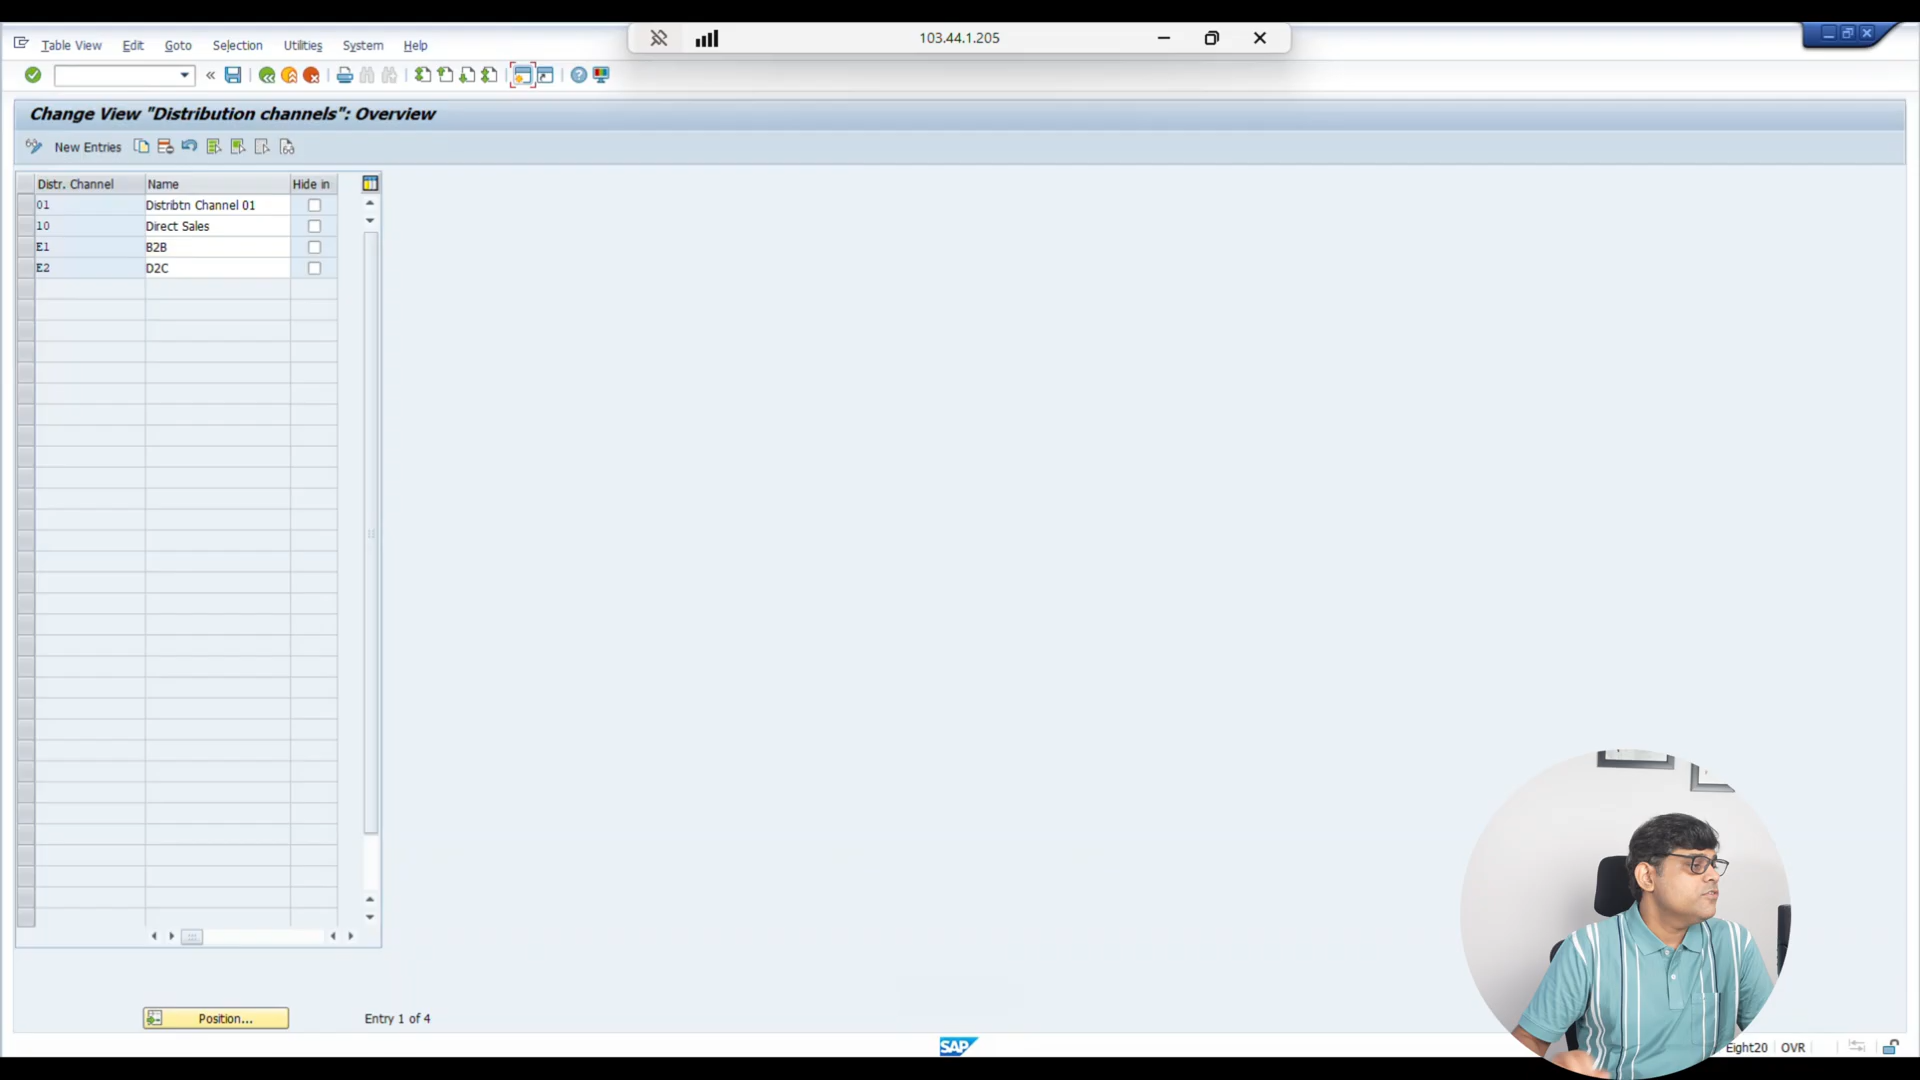 Table View Edit Goto Selection Utilities System Help
103.44.1.205
Change View "Distribution channels": Overview
New Entries
Distr. Channel Name Hide in
01 Distribtn Channel 01
10 Direct Sales
E1 B2B
E2 D2C
Position... Entry 1 of 4
SAP
Eight20 OVR